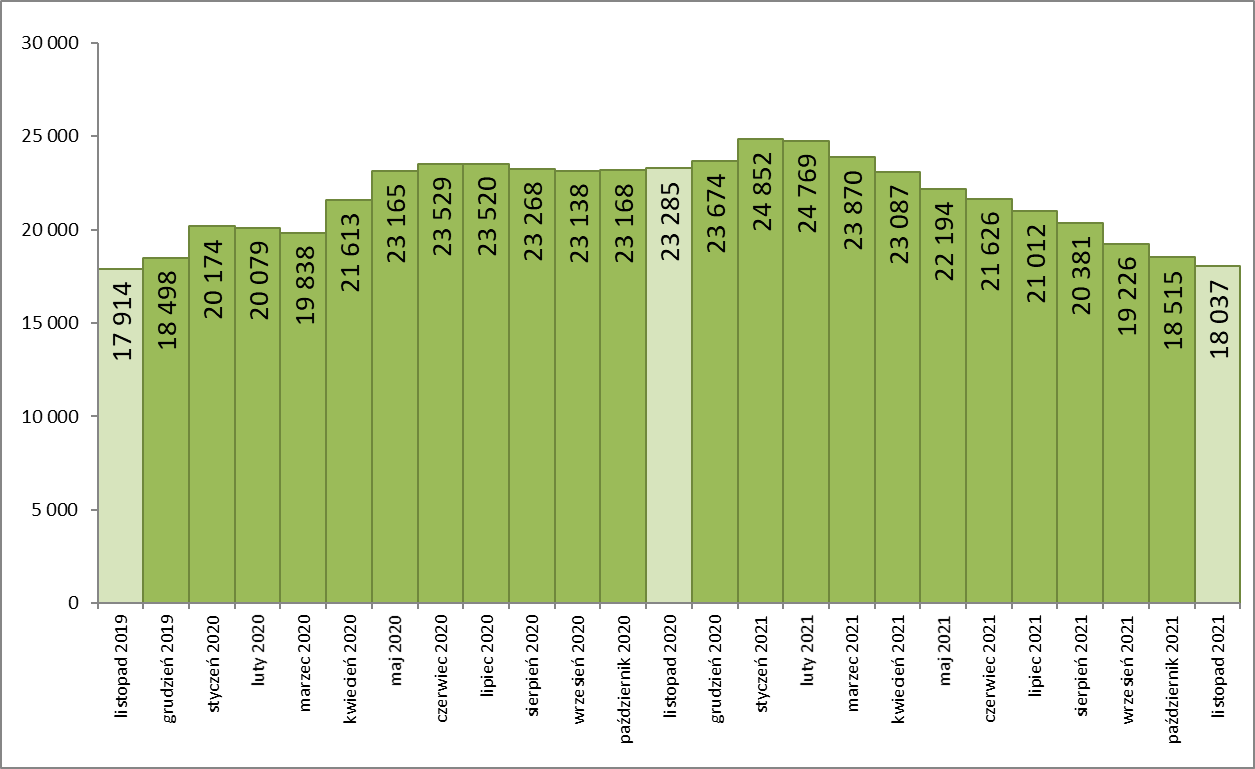 30 000
25 000
20 000
15 000
10 000
5 000
0
17 914
18 498
20 174
20 079
19 838
21 613
23 165
23 529
23 520
23 268
23 138
23 168
23 285
23 674
24 852
24 769
23 870
23 087
22 194
21 626
21 012
20 381
19 226
18 515
18 037
listopad 2019
grudzień 2019
styczeń 2020
luty 2020
marzec 2020
kwiecień 2020
maj 2020
czerwiec 2020
lipiec 2020
sierpień 2020
wrzesień 2020
październik 2020
listopad 2020
grudzień 2020
styczeń 2021
luty 2021
marzec 2021
kwiecień 2021
maj 2021
czerwiec 2021
lipiec 2021
sierpień 2021
wrzesień 2021
październik 2021
listopad 2021